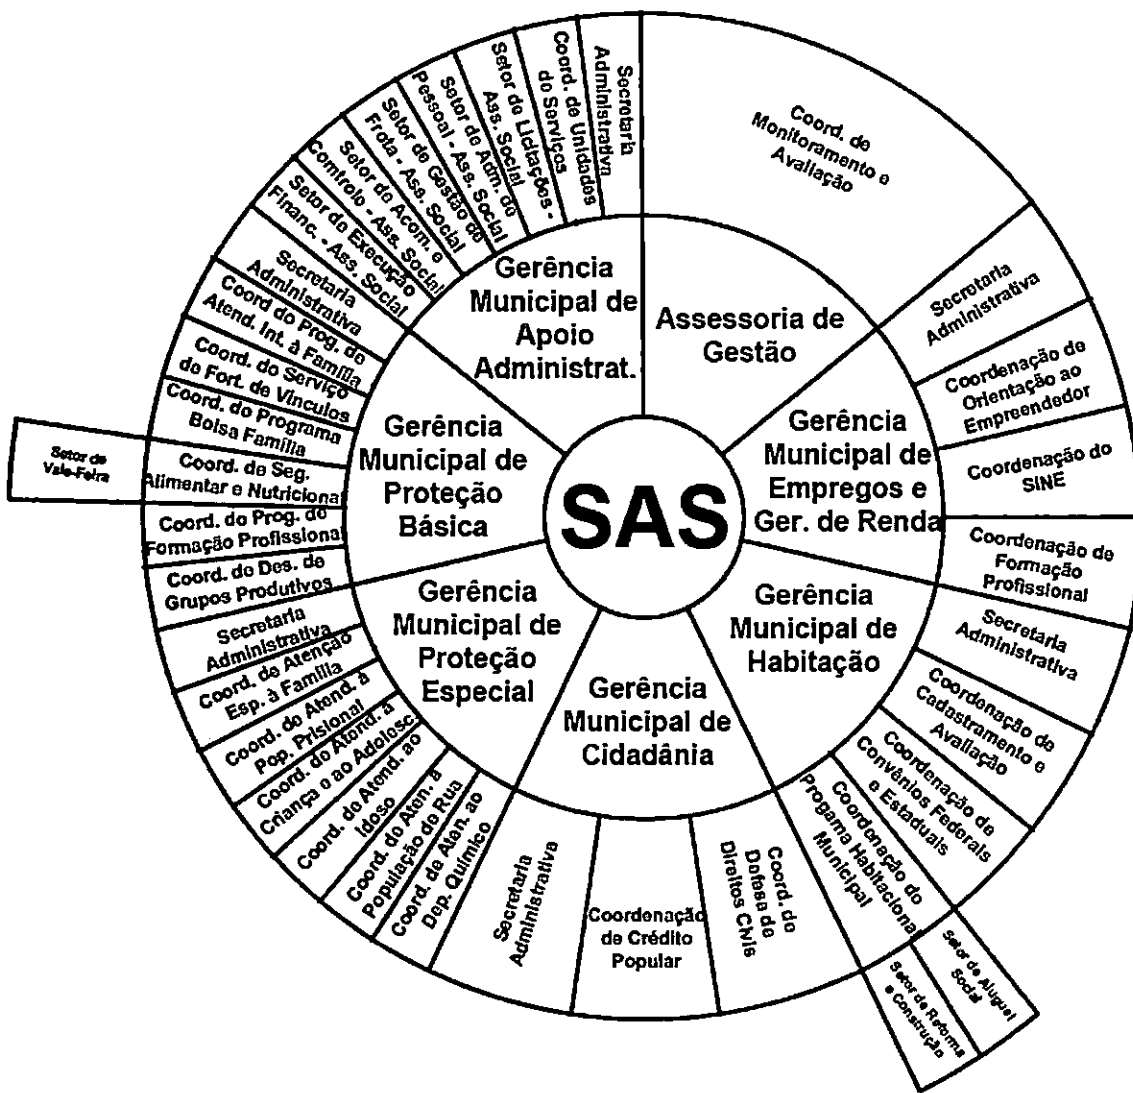 SAS
Assessoria de
Gestão
Coord. de
Monitoramento e
Avaliação
Gerência
Municipal de
Empregos e
Ger. de Renda
Secretaria
Administrativa
Coordenação de
Orientação ao
Empreendedor
Coordenação do
SINE
Coordenação de
Formação
Profissional
Gerência
Municipal de
Habitação
Secretaria
Administrativa
Coordenação de
Cadastramento e
Avaliação
Coordenação de
Convênios Federais
e Estaduais
Coordenação do
Progama Habitacional
Municipal
Setor de Aluguel
Social
Setor de Reforma
e Construção
Gerência
Municipal de
Cidadânia
Coord. do
Defesa de
Direitos Civis
Coordenação
de Crédito
Popular
Secretaria
Administrativa
Gerência
Municipal de
Proteção
Especial
Coord. de Aten. ao
Dep. Químico
Coord. do Aten. a
População de Rua
Coord. de Atend. ao
Idoso
Coord. do Atend. a
Criança e ao Adolesc.
Coord. do Atend. à
Pop. Prisional
Coord. de Atenção
Esp. à Família
Secretaria
Administrativa
Gerência
Municipal de
Proteção
Básica
Coord. de Des. de
Grupos Produtivos
Coord. do Prog. de
Formação Profissional
Coord. de Seg.
Alimentar e Nutricional
Setor de
Vale-Feira
Coord. do Programa
Bolsa Família
Coord. do Serviço
de Fort. de Vínculos
Coord do Prog. de
Atend. Int. à Família
Secretaria
Administrativa
Gerência
Municipal de
Apoio
Administrat.
Setor de Execução
Financ. - Ass. Social
Setor de Acom. e
Comtrole - Ass. Social
Setor de Gestão de
Frota - Ass. Social
Setor de Adm. de
Pessoal - Ass. Social
Setor de Licitações -
Ass. Social
Coord. de Unidades
de Serviços
Secretaria
Administrativa